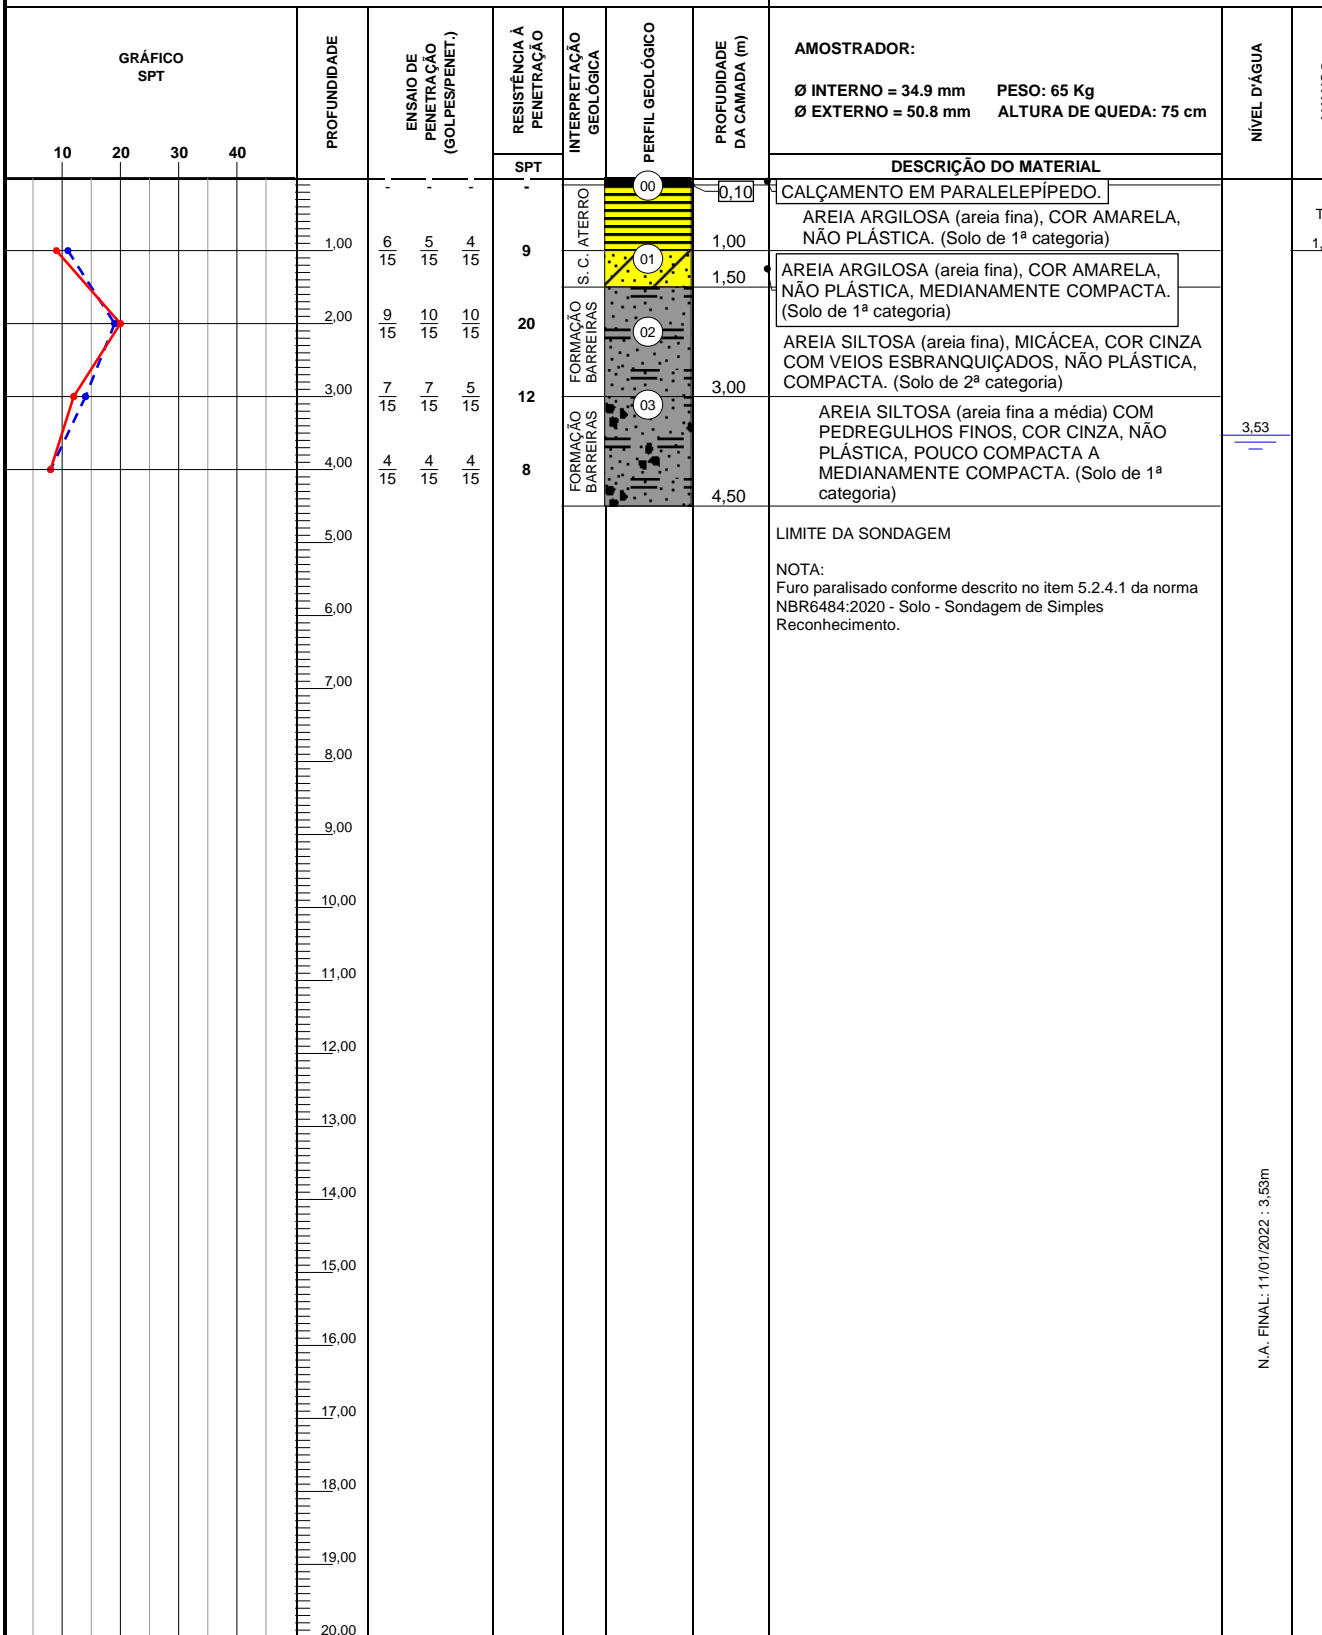 GRÁFICO
SPT
10 20 30 40
PROFUNDIDADE
ENSAIO DE
PENETRAÇÃO
(GOLPES/PENET.)
RESISTÊNCIA À
PENETRAÇÃO
SPT
INTERPRETAÇÃO
GEOLÓGICA
PERFIL GEOLÓGICO
PROFUDIDADE
DA CAMADA (m)
AMOSTRADOR:
Ø INTERNO = 34.9 mm PESO: 65 Kg
Ø EXTERNO = 50.8 mm ALTURA DE QUEDA: 75 cm
DESCRIÇÃO DO MATERIAL
NÍVEL D'ÁGUA
- - - -
00
0,10
CALÇAMENTO EM PARALELEPÍPEDO.
ATERRO
AREIA ARGILOSA (areia fina), COR AMARELA,
NÃO PLÁSTICA. (Solo de 1ª categoria)
1,00
6 5 4
15 15 15
9
1,00
S. C.
01
1,50
AREIA ARGILOSA (areia fina), COR AMARELA,
NÃO PLÁSTICA, MEDIANAMENTE COMPACTA.
(Solo de 1ª categoria)
2,00
9 10 10
15 15 15
20
FORMAÇÃO
BARREIRAS
02
AREIA SILTOSA (areia fina), MICÁCEA, COR CINZA
COM VEIOS ESBRANQUIÇADOS, NÃO PLÁSTICA,
COMPACTA. (Solo de 2ª categoria)
3,00
3,00
7 7 5
15 15 15
12
FORMAÇÃO
BARREIRAS
03
AREIA SILTOSA (areia fina a média) COM
PEDREGULHOS FINOS, COR CINZA, NÃO
PLÁSTICA, POUCO COMPACTA A
MEDIANAMENTE COMPACTA. (Solo de 1ª
categoria)
3,53
4,00
4 4 4
15 15 15
8
4,50
LIMITE DA SONDAGEM
5,00
NOTA:
Furo paralisado conforme descrito no item 5.2.4.1 da norma
NBR6484:2020 - Solo - Sondagem de Simples
Reconhecimento.
6,00
7,00
8,00
9,00
10,00
11,00
12,00
13,00
14,00
15,00
16,00
17,00
18,00
19,00
20,00
N.A. FINAL: 11/01/2022 : 3,53m